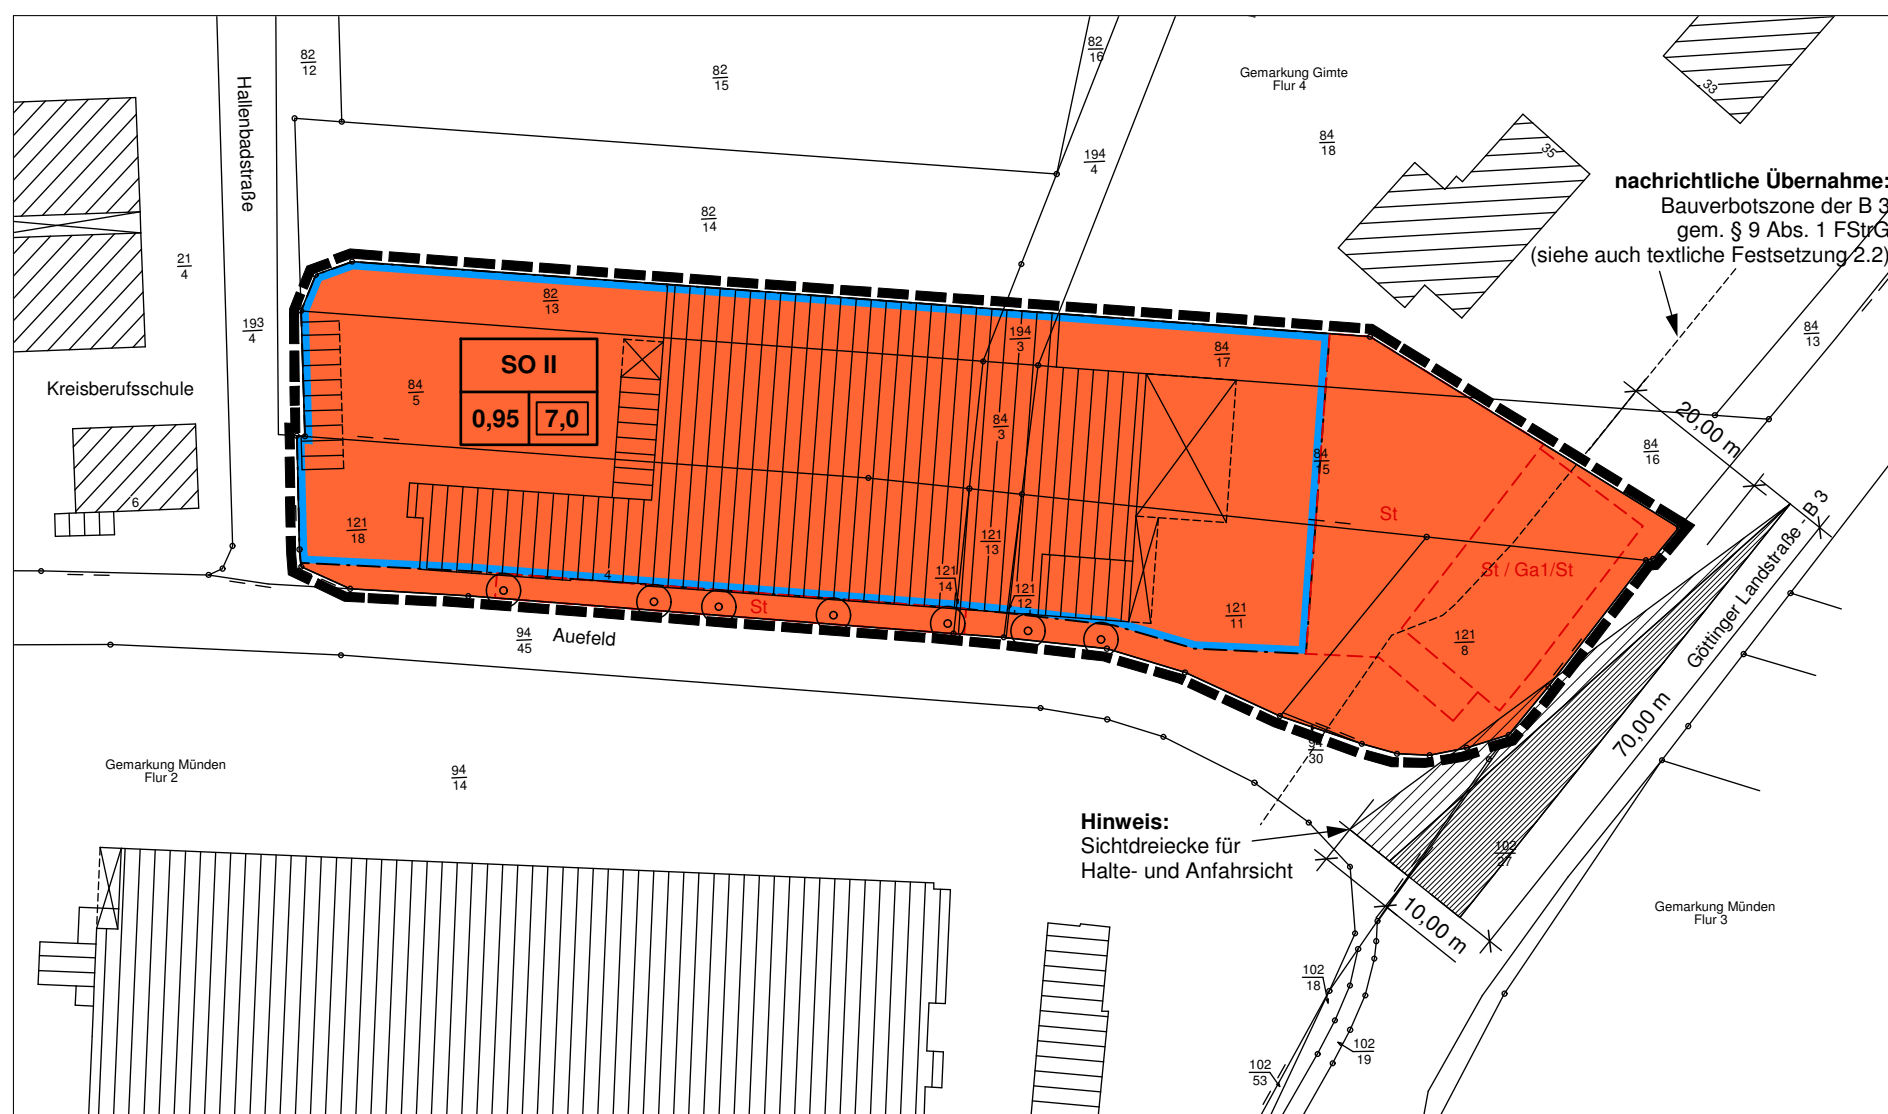 82
12
82
15
82
16
Gemarkung Gimte
Flur 4
33
Hallenbadstraße
84
18
35
194
4
nachrichtliche Übernahme:
Bauverbotszone der B 3
gem. § 9 Abs. 1 FStrG
(siehe auch textliche Festsetzung 2.2)
82
14
21
4
193
4
82
13
194
3
84
17
84
13
SO II
0,95
7,0
84
5
Kreisberufsschule
84
3
20,00 m
84
16
84
15
6
St
121
18
121
13
Göttinger Landstraße - B 3
St / Ga1/St
4
121
14
121
12
St
121
11
121
8
94
45
Auefeld
94
30
70,00 m
Gemarkung Münden
Flur 2
94
14
Hinweis:
Sichtdreiecke für
Halte- und Anfahrsicht
102
27
10,00 m
Gemarkung Münden
Flur 3
102
18
102
19
102
53